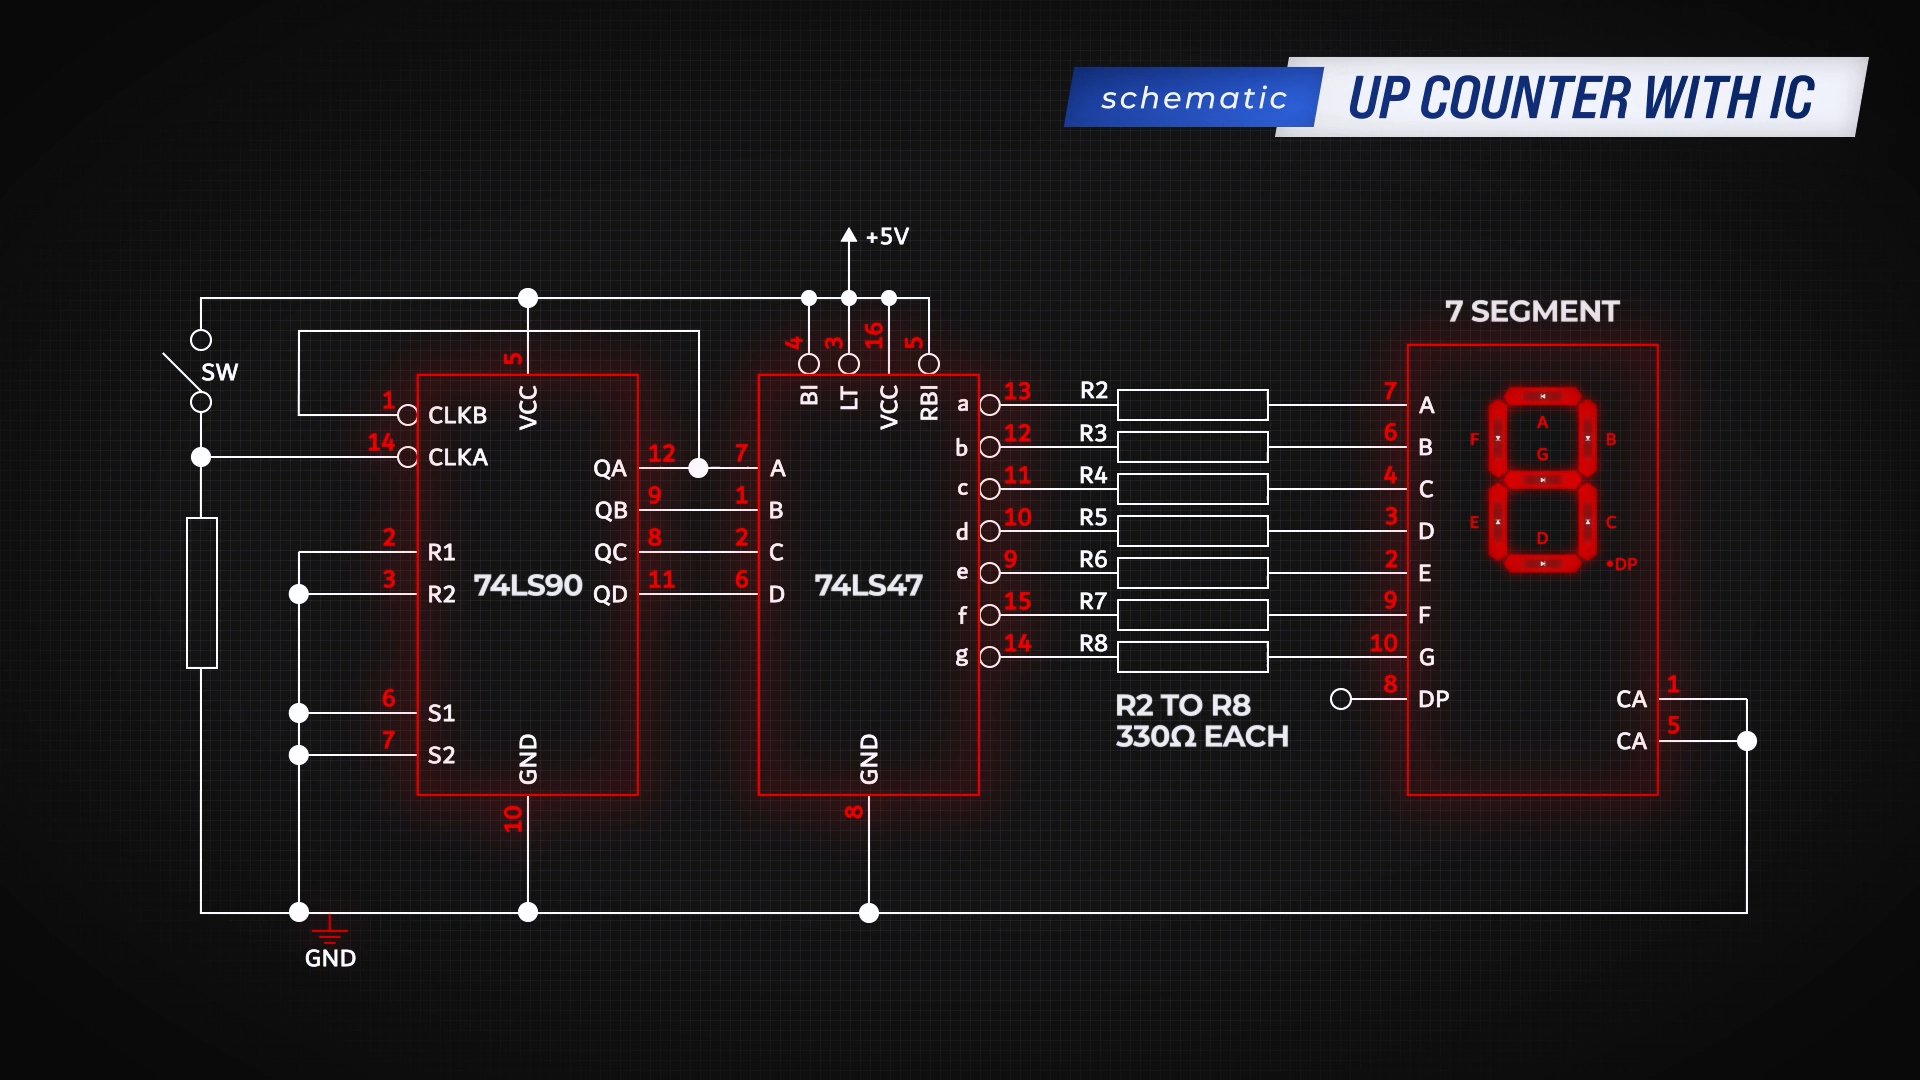 schematic UP COUNTER WITH IC
+5V
7 SEGMENT
SW
5
4 3 16 5
VCC
BI LT VCC RBI
1 CLKB
14 CLKA
QA 12 7 A
QB 9 1 B
2 R1 QC 8 2 C
3 R2 74LS90 QD 11 6 D
74LS47
6 S1
7 S2
GND
GND
10
8
a 13 R2 7 A
b 12 R3 6 B
c 11 R4 4 C
d 10 R5 3 D
e 9 R6 2 E
f 15 R7 9 F
g 14 R8 10 G
8 DP
A
F B
G
E C
D
•DP
R2 TO R8
330Ω EACH
CA 1
CA 5
GND